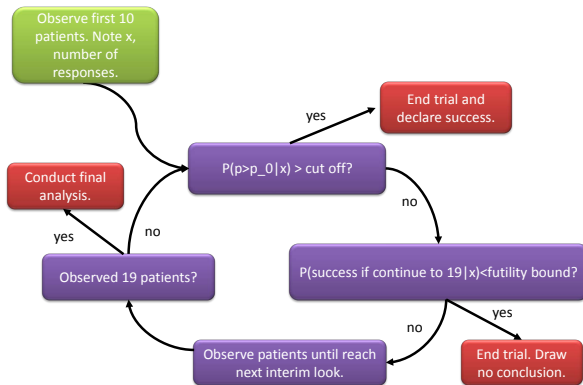 Observe first 10
patients. Note x,
number of
responses.
yes
End trial and
declare success.
P(p>p_0|x) > cut off?
Conduct final
analysis.
yes
no
no
Observed 19 patients?
P(success if continue to 19|x)<futility bound?
no
yes
Observe patients until reach
next interim look.
End trial. Draw
no conclusion.